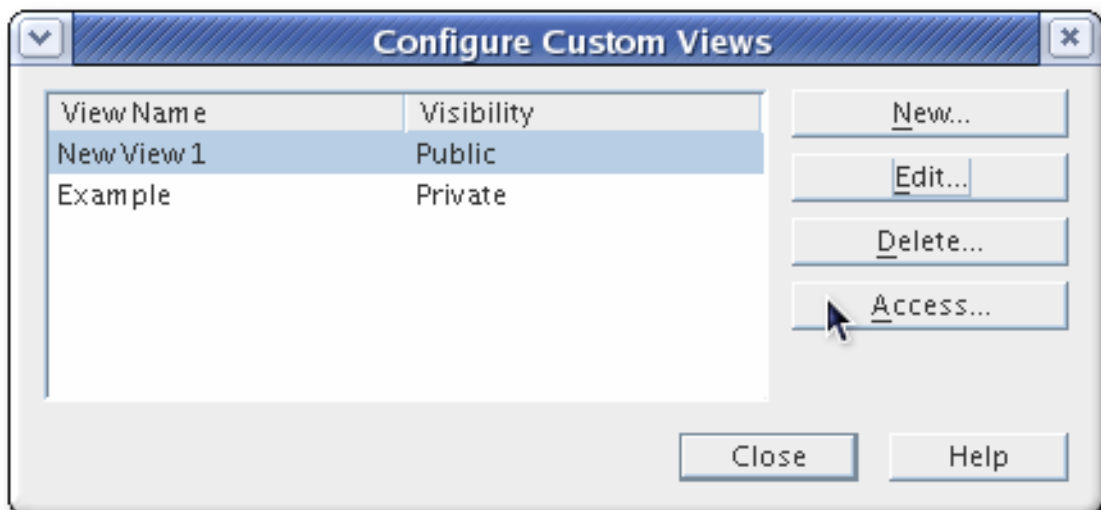 Configure Custom Views
View Name Visibility
New View 1 Public
Example Private
New...
Edit...
Delete...
Access...
Close Help